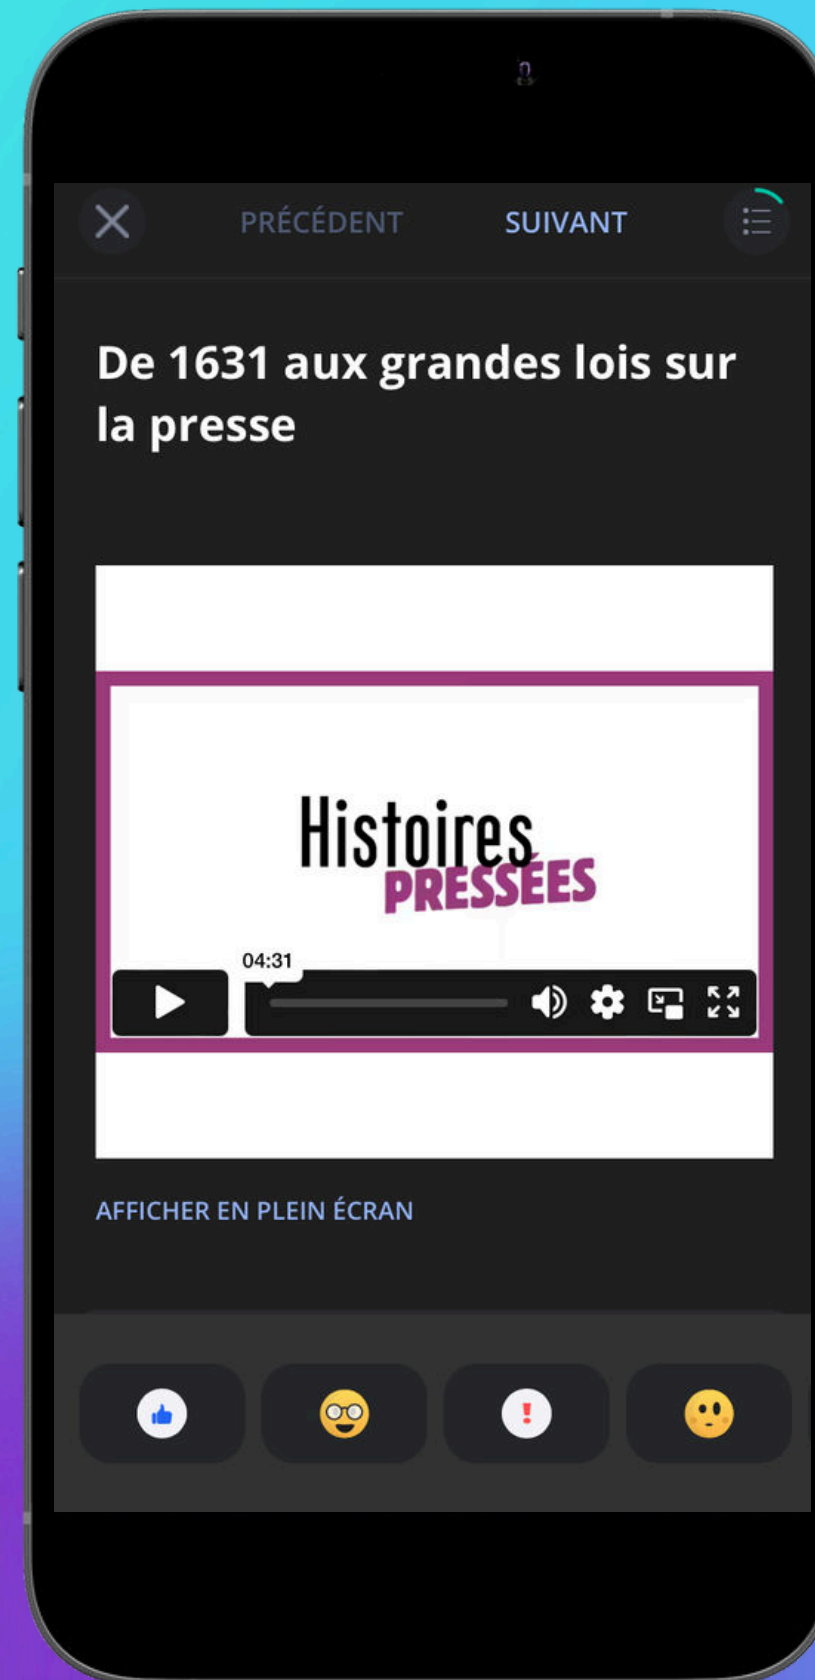 PRÉCÉDENT SUIVANT
De 1631 aux grandes lois sur
la presse
Histoires
PRESSÉES
04:31
AFFICHER EN PLEIN ÉCRAN